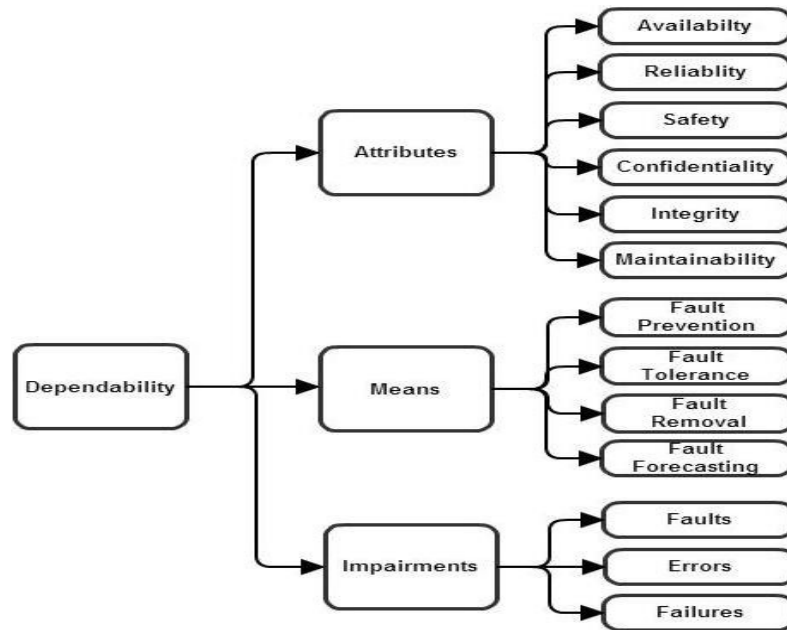 Availabilty
Reliablity
Safety
Attributes
Confidentiality
Integrity
Maintainability
Fault
Prevention
Dependability
Means
Fault
Tolerance
Fault
Removal
Fault
Forecasting
Impairments
Faults
Errors
Failures